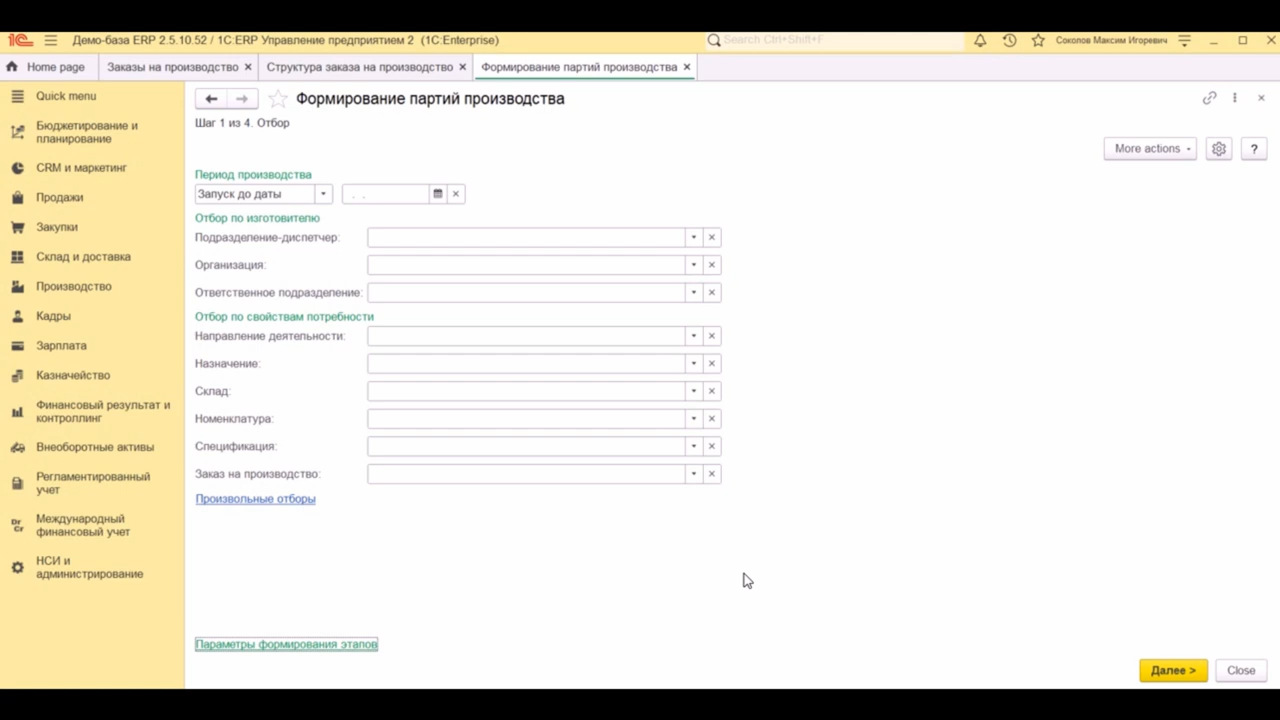 1С Демо-база ERP 2.5.10.52 / 1С:ERP Управление предприятием 2 (1C:Enterprise) Search Ctrl+Shift+F Соколов Максим Игоревич
Home page Заказы на производство × Структура заказа на производство × Формирование партий производства ×
Quick menu
Бюджетирование и
планирование
CRM и маркетинг
Продажи
Закупки
Склад и доставка
Производство
Кадры
Зарплата
Казначейство
Финансовый результат и
контроллинг
Внеоборотные активы
Регламентированный
учет
Международный
финансовый учет
НСИ и
администрирование
Формирование партий производства
Шаг 1 из 4. Отбор
More actions ?
Период производства
Запуск до даты . .
Отбор по изготовителю
Подразделение-диспетчер:
Организация:
Ответственное подразделение:
Отбор по свойствам потребности
Направление деятельности:
Назначение:
Склад:
Номенклатура:
Спецификация:
Заказ на производство:
Произвольные отборы
Параметры формирования этапов
Далее > Close